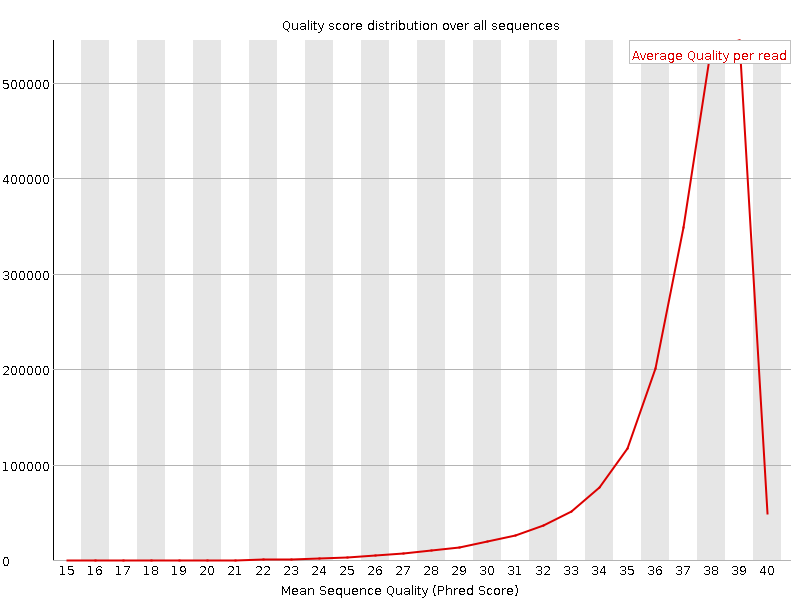 Quality score distribution over all sequences
Average Quality per read
500000
400000
300000
200000
100000
0
15 16 17 18 19 20 21 22 23 24 25 26 27 28 29 30 31 32 33 34 35 36 37 38 39 40
Mean Sequence Quality (Phred Score)